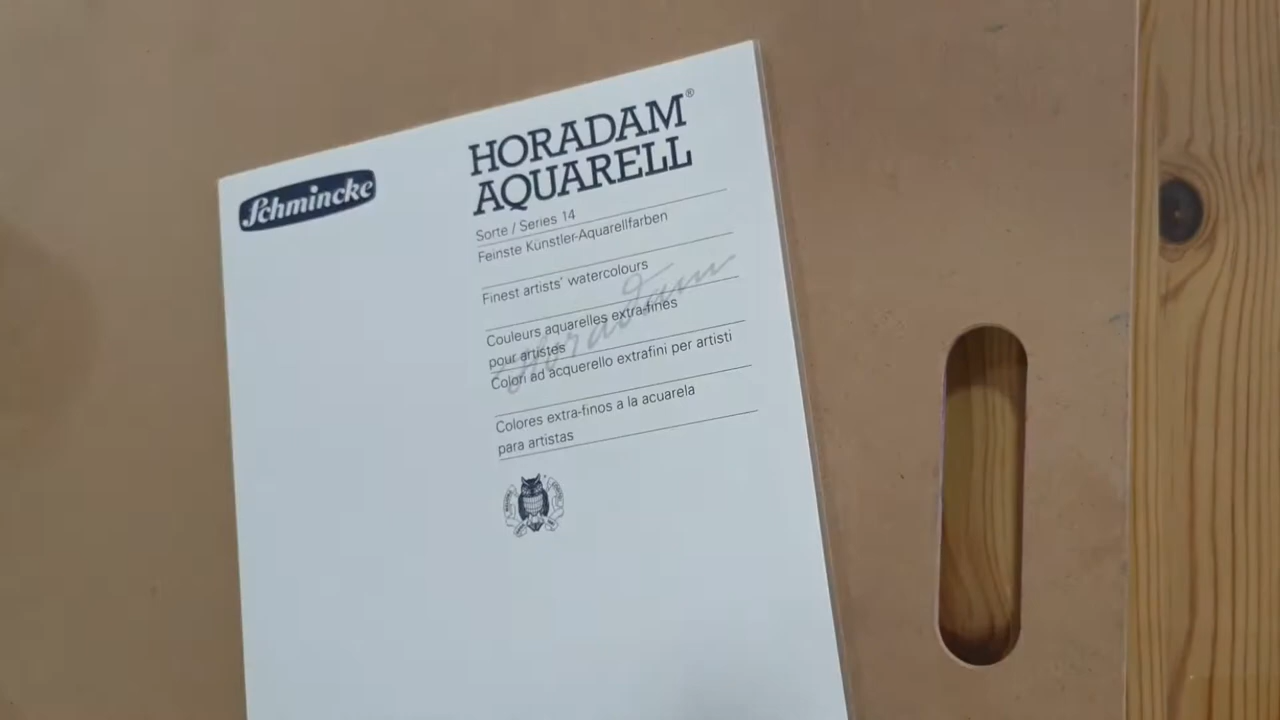 Schmincke
HORADAM®
AQUARELL
Sorte / Series 14
Feinste Künstler-Aquarellfarben
Finest artists' watercolours
Horadam
Couleurs aquarelles extra-fines
pour artistes
Colori ad acquerello extrafini per artisti
Colores extra-finos a la acuarela
para artistas